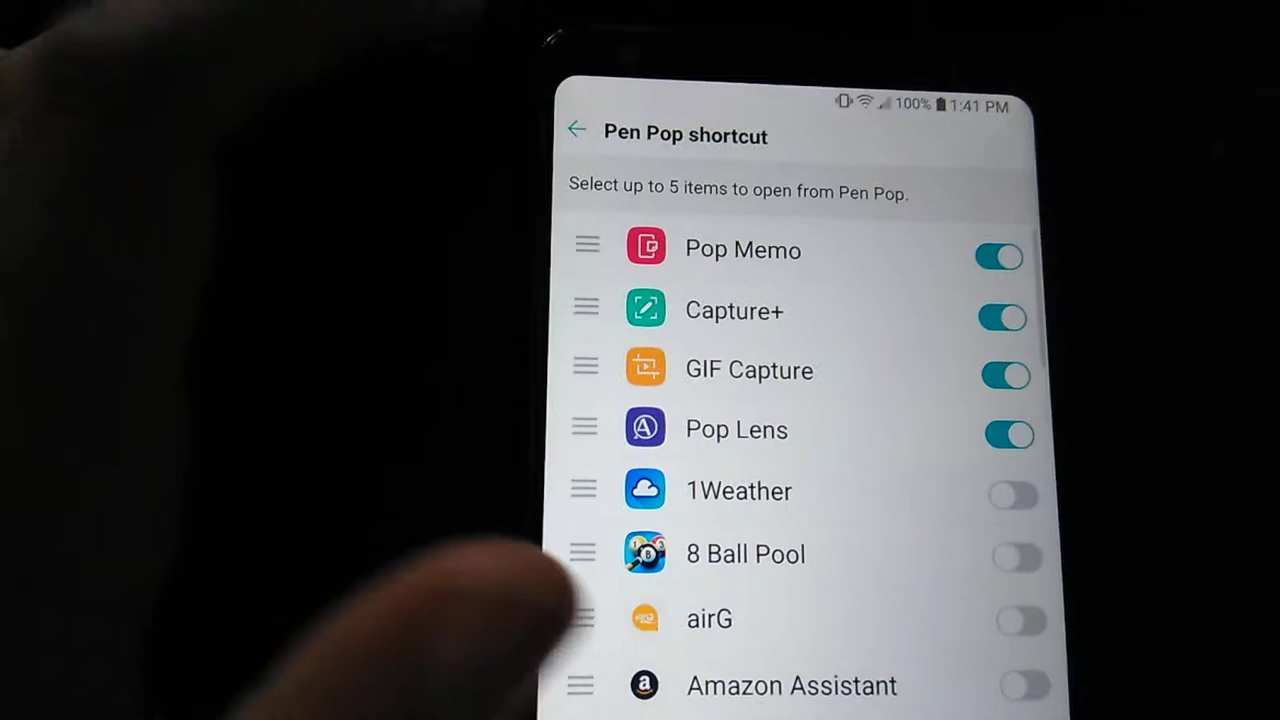 100% 1:41 PM
Pen Pop shortcut
Select up to 5 items to open from Pen Pop.
Pop Memo
Capture+
GIF Capture
A Pop Lens
1Weather
8 Ball Pool
airG
a Amazon Assistant